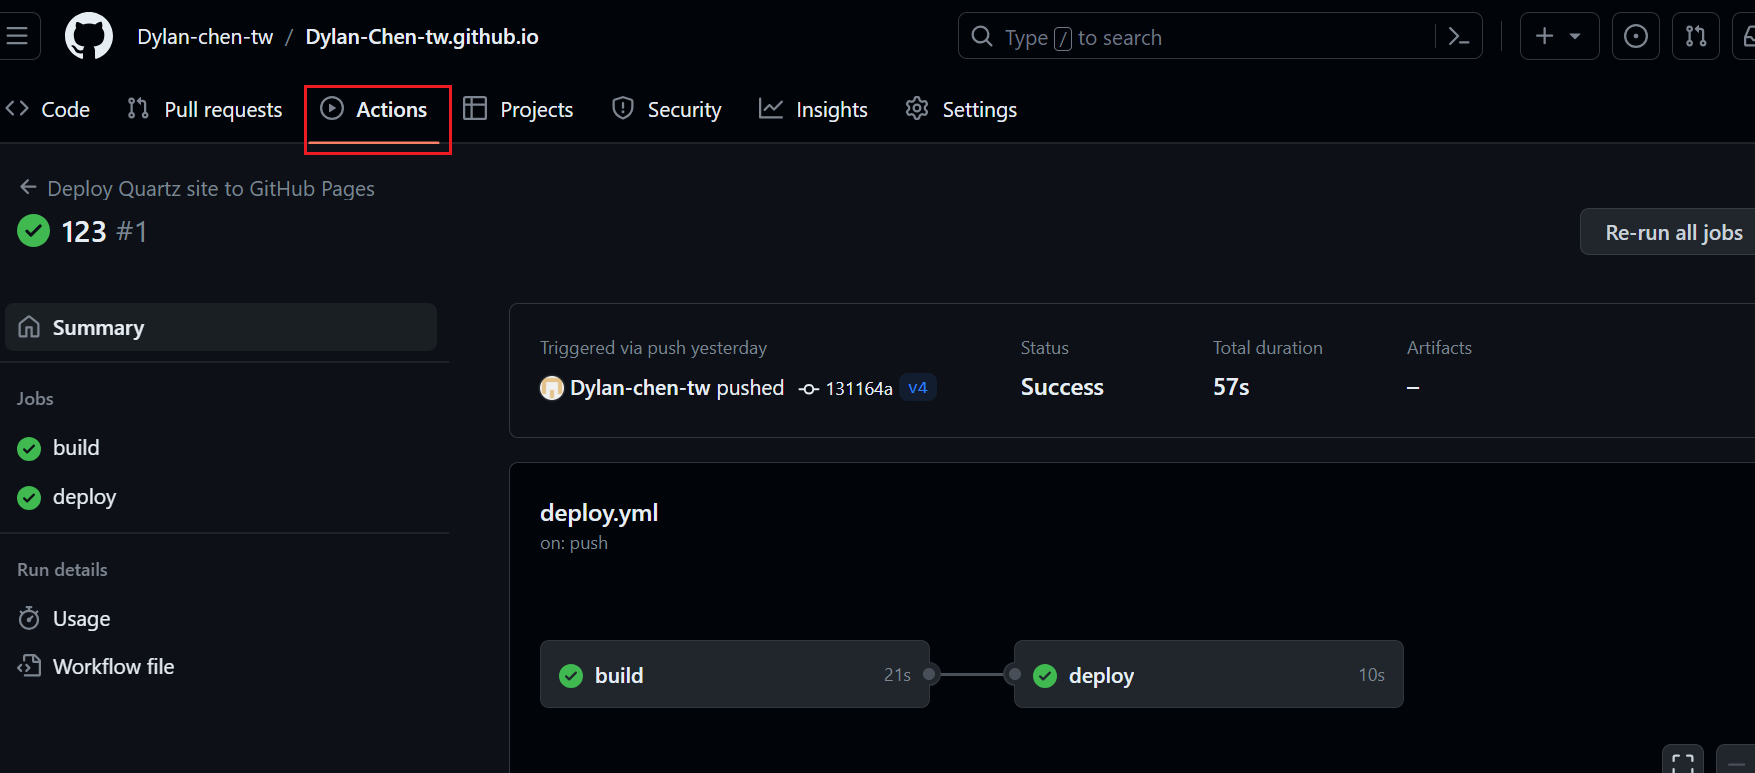 Dylan-chen-tw / Dylan-Chen-tw.github.io
Type / to search
Code Pull requests Actions Projects Security Insights Settings
Deploy Quartz site to GitHub Pages
123 #1
Re-run all jobs
Summary
Jobs
build
deploy
Run details
Usage
Workflow file
Triggered via push yesterday
Dylan-chen-tw pushed 131164a v4
Status
Success
Total duration
57s
Artifacts
–
deploy.yml
on: push
build 21s
deploy 10s